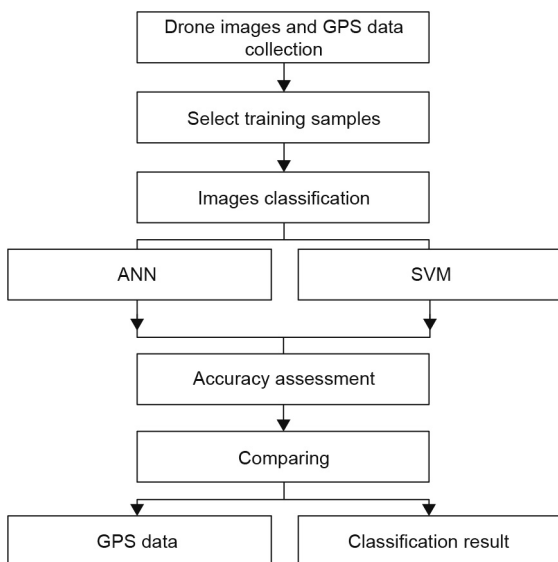 Drone images and GPS data
collection
Select training samples
Images classification
ANN
SVM
Accuracy assessment
Comparing
GPS data
Classification result